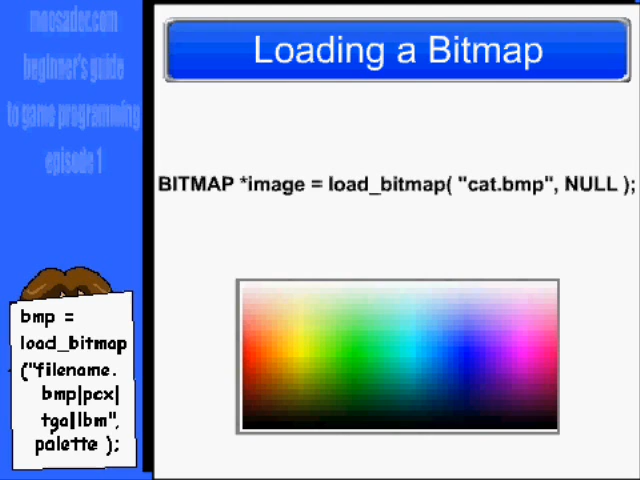 moosader.com
beginner's guide
to game programming
episode 1
Loading a Bitmap
BITMAP *image = load_bitmap( "cat.bmp", NULL );
bmp =
load_bitmap
("filename.
bmp|pcx|
tga|lbm",
palette );